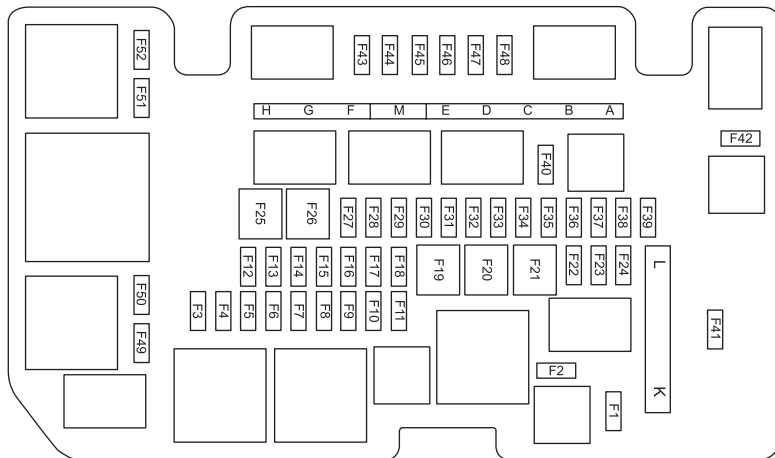 F52 F43 F44 F45 F46 F47 F48
F51
H G F M E D C B A
F42
F40
F25 F26 F27 F28 F29 F30 F31 F32 F33 F34 F35 F36 F37 F38 F39
F12 F13 F14 F15 F16 F17 F18 F19 F20 F21 F22 F23 F24 L
F50
F3 F4 F5 F6 F7 F8 F9 F10 F11
F49 F41
F2
K
F1